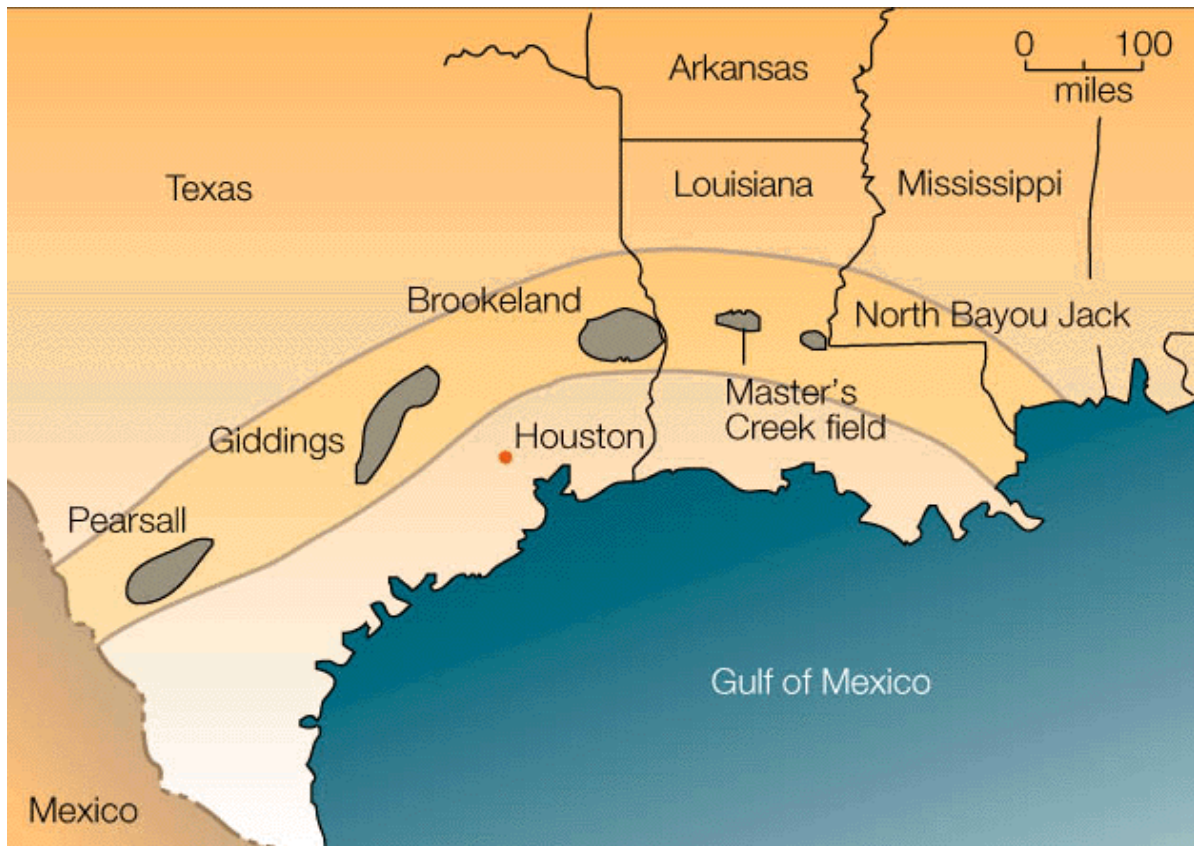 0 100
miles
Arkansas
Texas
Louisiana
Mississippi
Brookeland
North Bayou Jack
Master's
Creek field
Giddings
Houston
Pearsall
Gulf of Mexico
Mexico